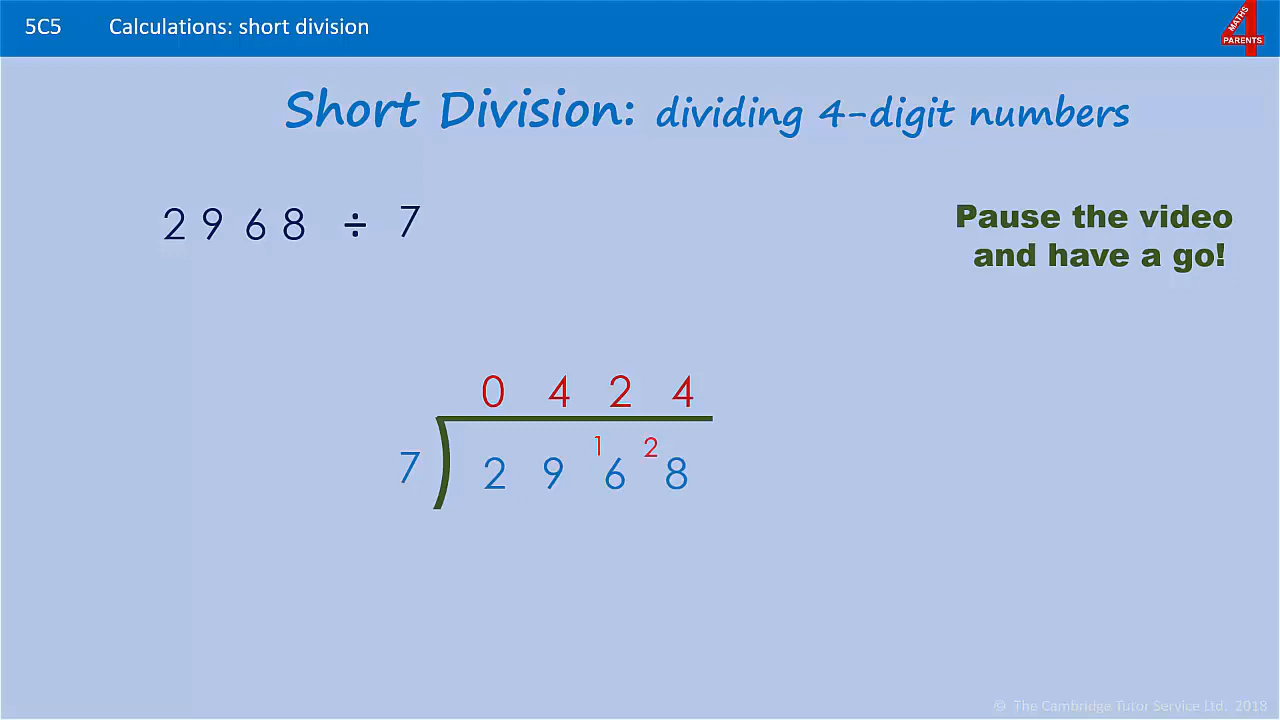 5C5 Calculations: short division
MATHS
4
PARENTS
Short Division: dividing 4-digit numbers
2 9 6 8 ÷ 7
Pause the video
and have a go!
0 4 2 4
7 ) 2 9 1 6 2 8
© The Cambridge Tutor Service Ltd. 2018